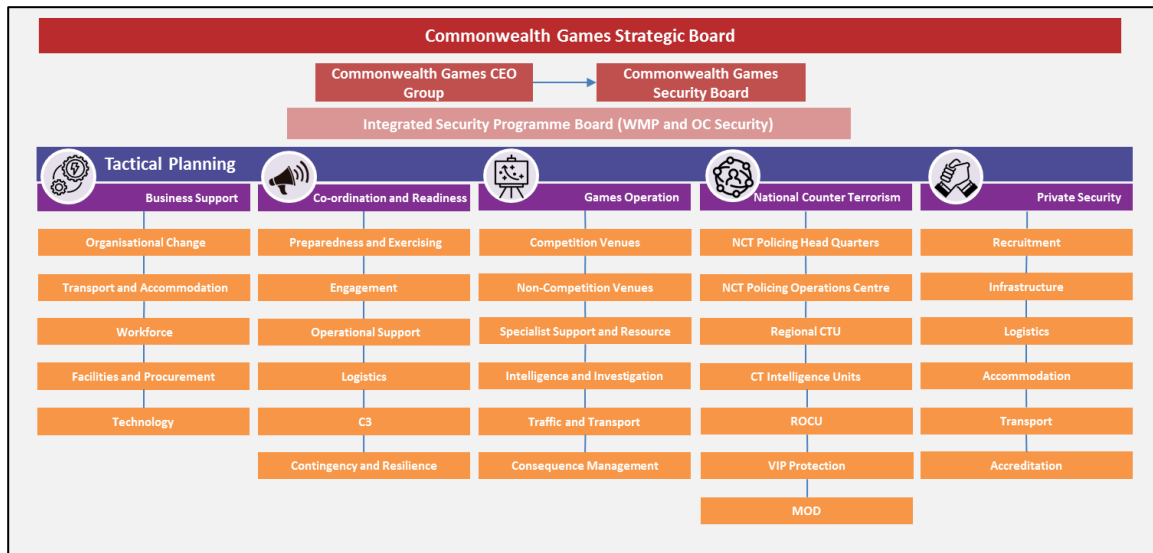 Commonwealth Games Strategic Board
Commonwealth Games CEO
Group
Commonwealth Games
Security Board
Integrated Security Programme Board (WMP and OC Security)
Tactical Planning
Business Support
Organisational Change
Transport and Accommodation
Workforce
Facilities and Procurement
Technology
Co-ordination and Readiness
Preparedness and Exercising
Engagement
Operational Support
Logistics
C3
Contingency and Resilience
Games Operation
Competition Venues
Non-Competition Venues
Specialist Support and Resource
Intelligence and Investigation
Traffic and Transport
Consequence Management
National Counter Terrorism
NCT Policing Head Quarters
NCT Policing Operations Centre
Regional CTU
CT Intelligence Units
ROCU
VIP Protection
MOD
Private Security
Recruitment
Infrastructure
Logistics
Accommodation
Transport
Accreditation